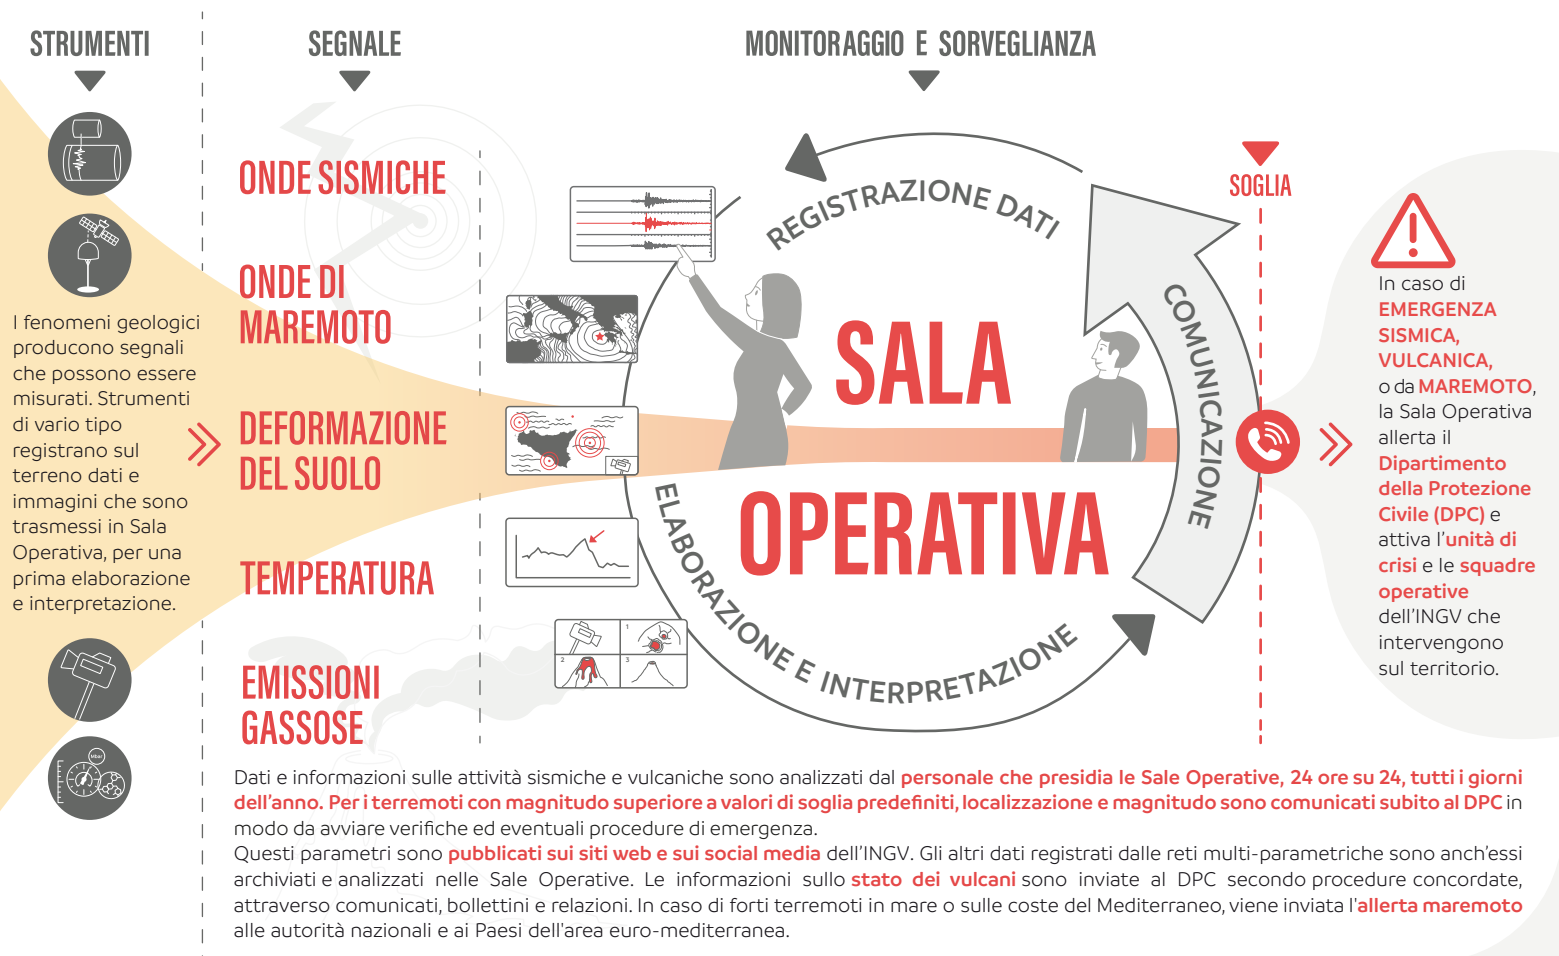 STRUMENTI
SEGNALE
MONITORAGGIO E SORVEGLIANZA
I fenomeni geologici
producono segnali
che possono essere
misurati. Strumenti
di vario tipo
registrano sul
terreno dati e
immagini che sono
trasmessi in Sala
Operativa, per una
prima elaborazione
e interpretazione.
Mbar
ONDE SISMICHE
ONDE DI
MAREMOTO
DEFORMAZIONE
DEL SUOLO
TEMPERATURA
EMISSIONI
GASSOSE
1
2
3
REGISTRAZIONE DATI
SALA
OPERATIVA
ELABORAZIONE E INTERPRETAZIONE
COMUNICAZIONE
SOGLIA
In caso di
EMERGENZA
SISMICA,
VULCANICA,
o da MAREMOTO,
la Sala Operativa
allerta il
Dipartimento
della Protezione
Civile (DPC) e
attiva l'unità di
crisi e le squadre
operative
dell'INGV che
intervengono
sul territorio.
Dati e informazioni sulle attività sismiche e vulcaniche sono analizzati dal personale che presidia le Sale Operative, 24 ore su 24, tutti i giorni
dell'anno. Per i terremoti con magnitudo superiore a valori di soglia predefiniti, localizzazione e magnitudo sono comunicati subito al DPC in
modo da avviare verifiche ed eventuali procedure di emergenza.
Questi parametri sono pubblicati sui siti web e sui social media dell'INGV. Gli altri dati registrati dalle reti multi-parametriche sono anch'essi
archiviati e analizzati nelle Sale Operative. Le informazioni sullo stato dei vulcani sono inviate al DPC secondo procedure concordate,
attraverso comunicati, bollettini e relazioni. In caso di forti terremoti in mare o sulle coste del Mediterraneo, viene inviata l'allerta maremoto
alle autorità nazionali e ai Paesi dell'area euro-mediterranea.